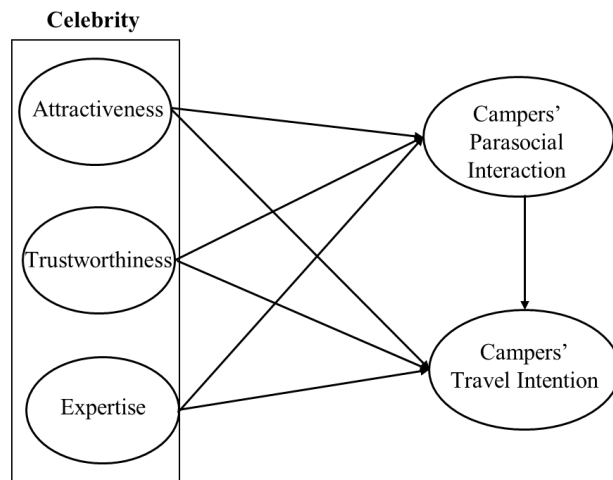 Celebrity
Attractiveness
Campers'
Parasocial
Interaction
Trustworthiness
Campers'
Travel Intention
Expertise